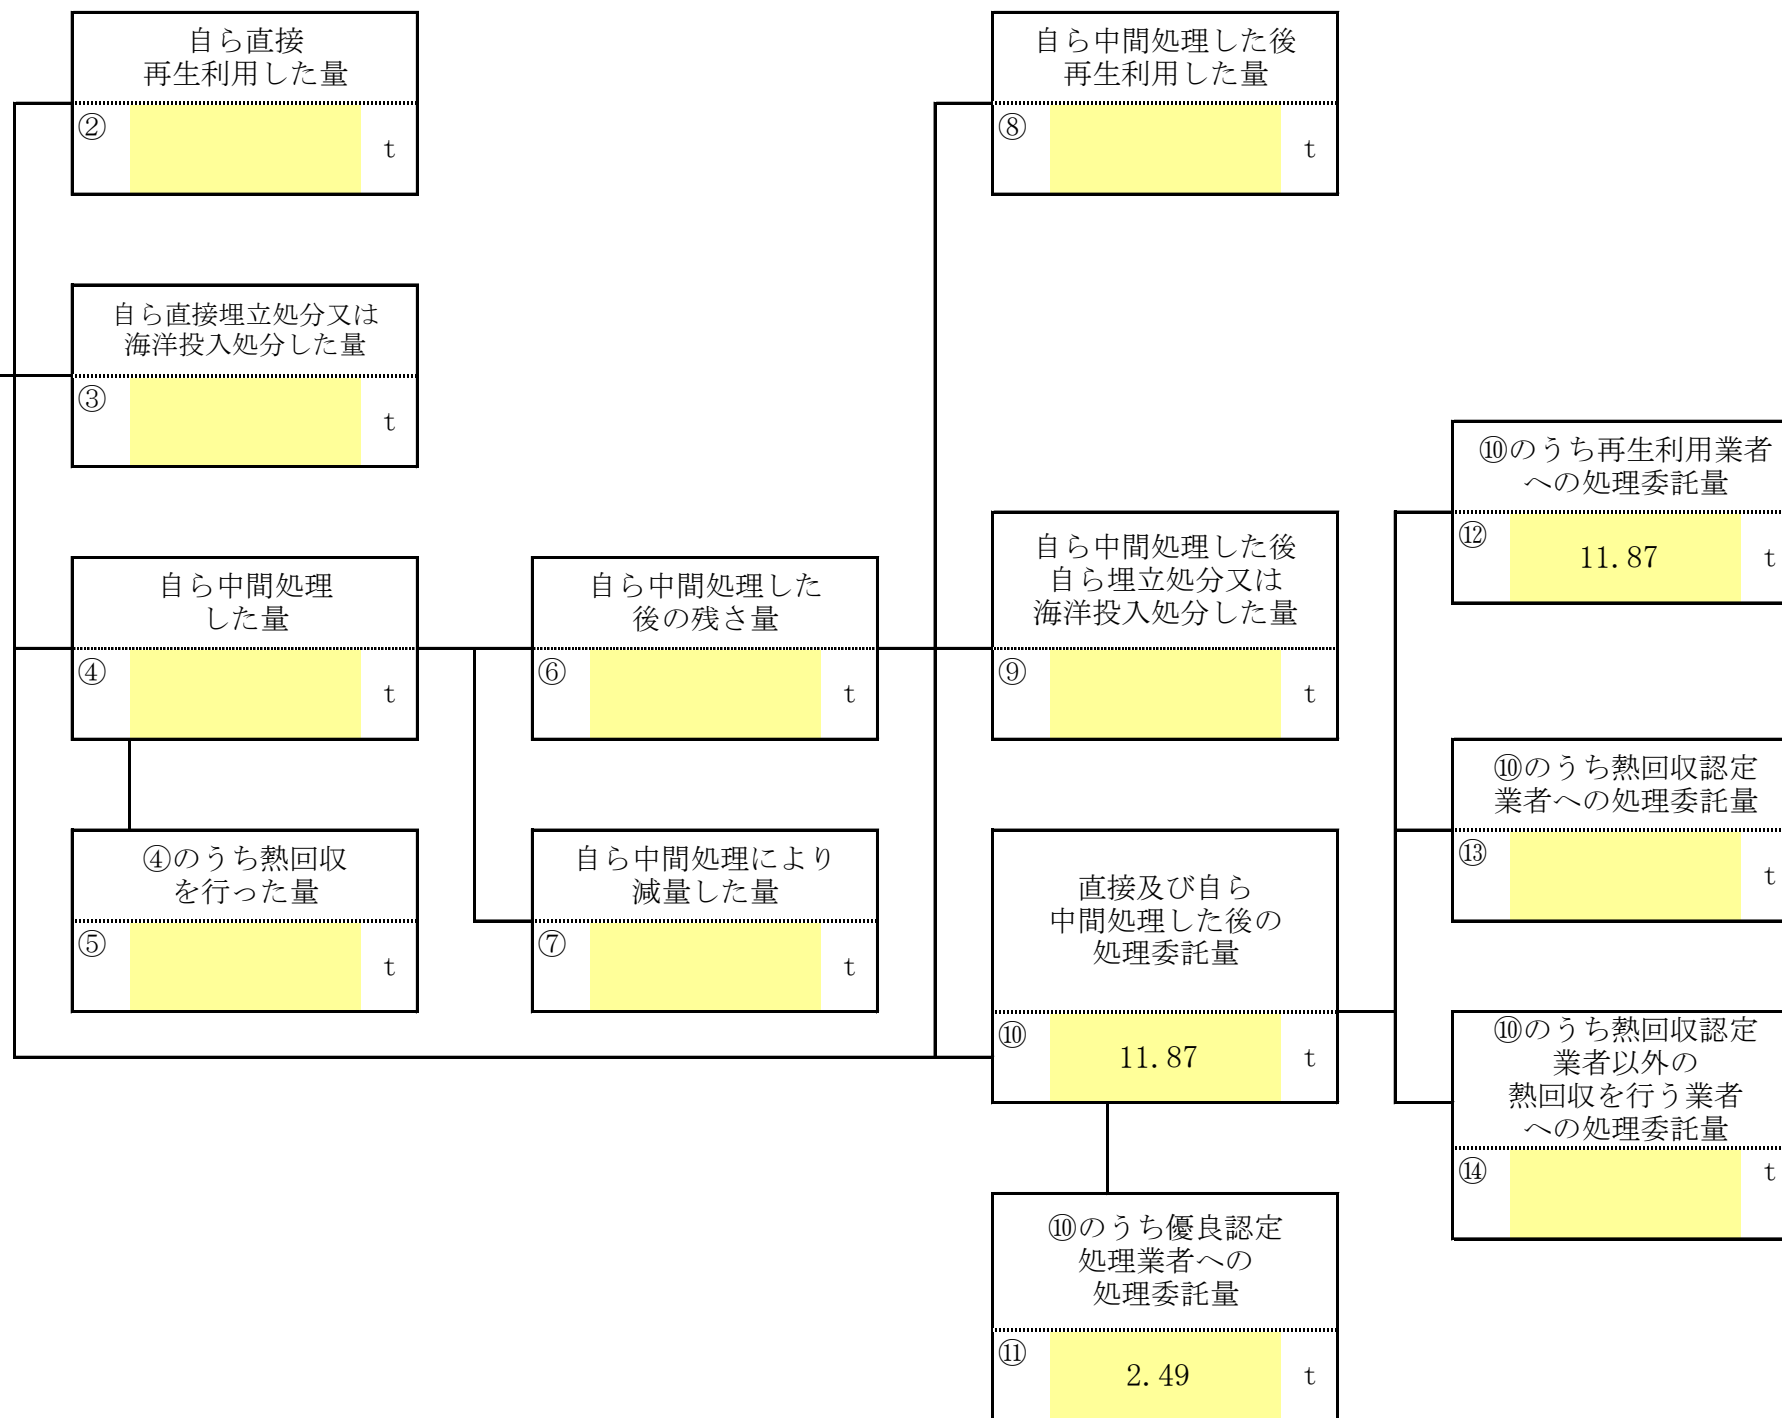 自ら直接
再生利用した量
②
t
自ら直接埋立処分又は
海洋投入処分した量
③
t
自ら中間処理
した量
④
t
④のうち熱回収
を行った量
⑤
t
自ら中間処理した
後の残さ量
⑥
t
自ら中間処理により
減量した量
⑦
t
自ら中間処理した後
再生利用した量
⑧
t
自ら中間処理した後
自ら埋立処分又は
海洋投入処分した量
⑨
t
直接及び自ら
中間処理した後の
処理委託量
⑩ 11.87 t
⑩のうち優良認定
処理業者への
処理委託量
⑪ 2.49 t
⑩のうち再生利用業者
への処理委託量
⑫ 11.87 t
⑩のうち熱回収認定
業者への処理委託量
⑬
t
⑩のうち熱回収認定
業者以外の
熱回収を行う業者
への処理委託量
⑭
t